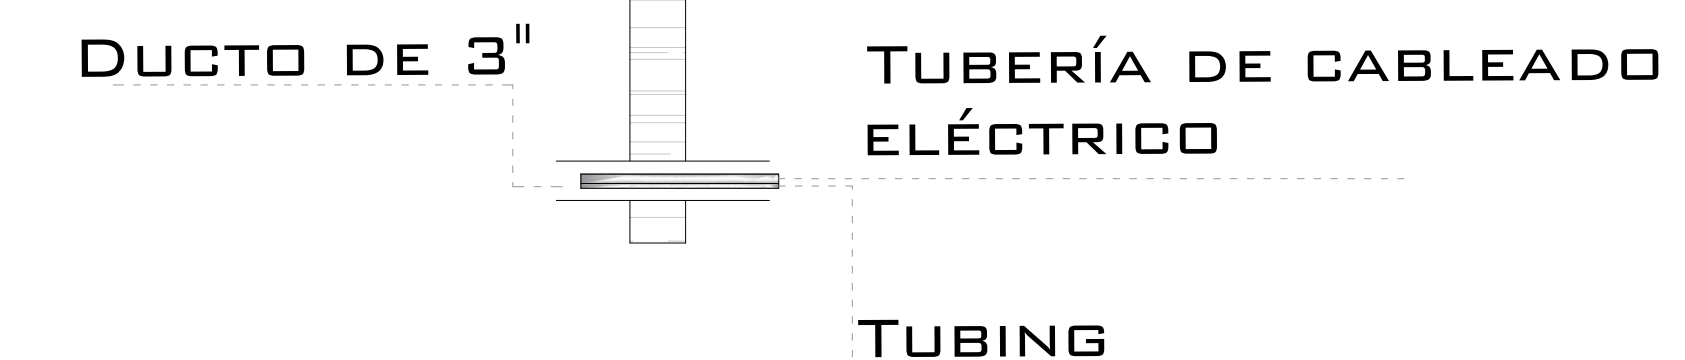 Ducto de 3"
Tubería de cableado
eléctrico
Tubing